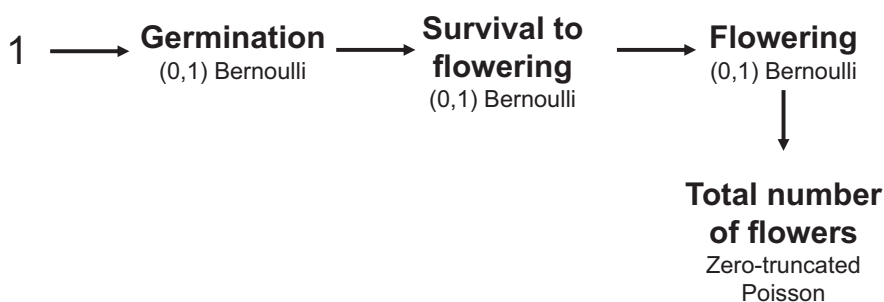 1
Germination
(0,1) Bernoulli
Survival to
flowering
(0,1) Bernoulli
Flowering
(0,1) Bernoulli
Total number
of flowers
Zero-truncated
Poisson